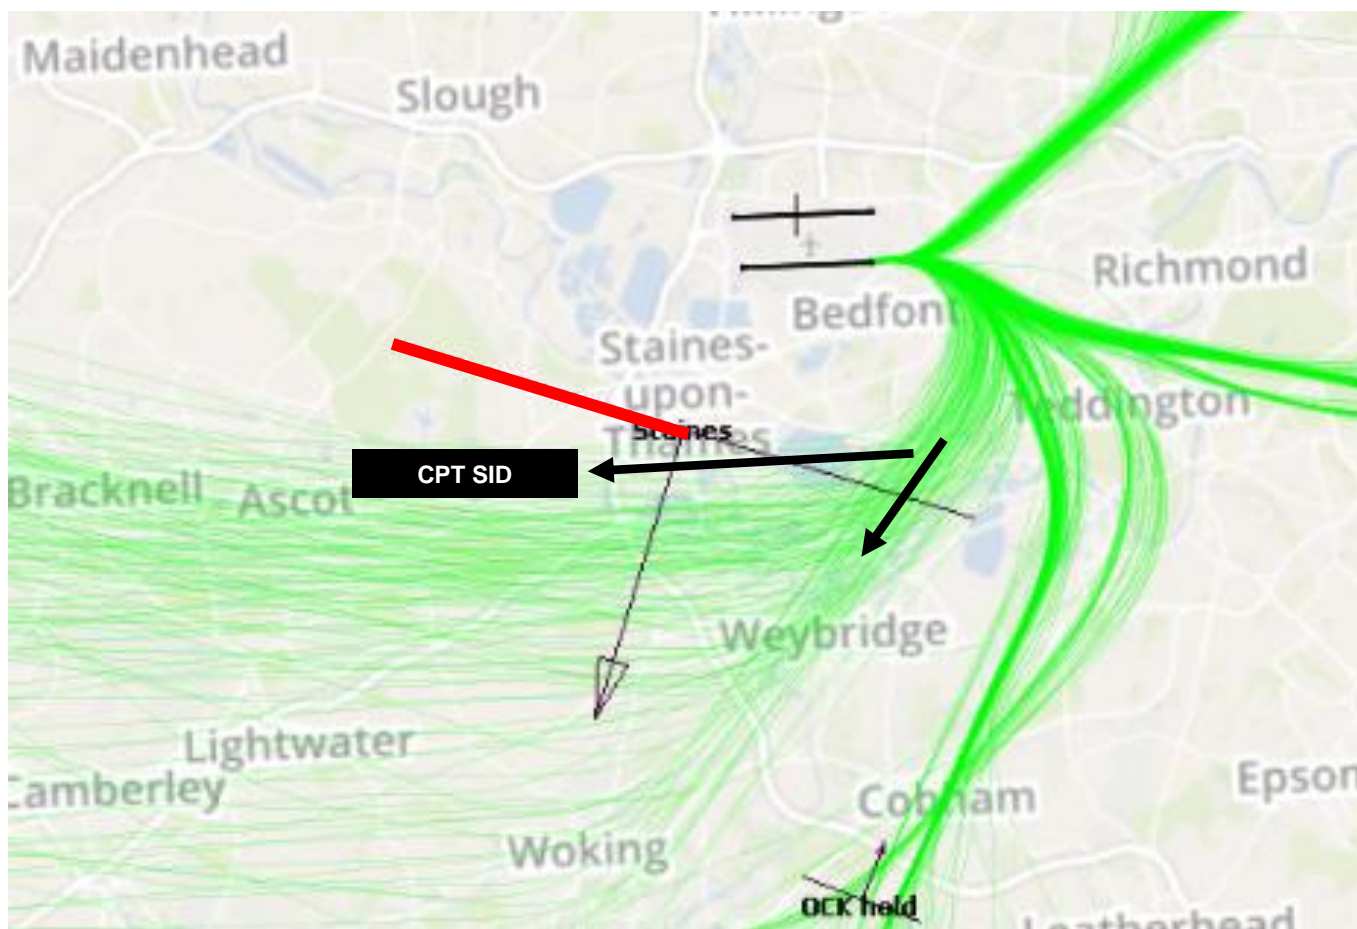 Maidenhead
Slough
Richmond
Bedfont
Staines-
upon-
Thames
Staines
Teddington
CPT SID
Bracknell
Ascot
Weybridge
Lightwater
Camberley
Cobham
Epsom
Woking
OCK hold
Leatherhead